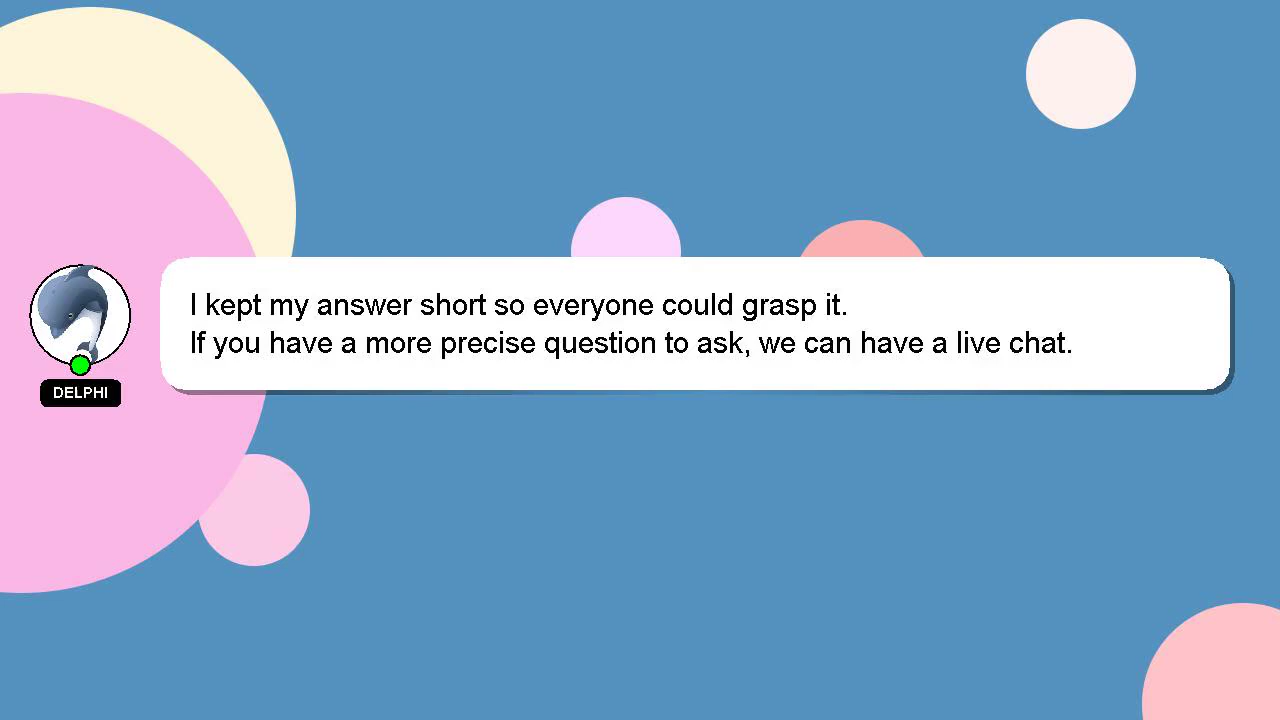 I kept my answer short so everyone could grasp it.
If you have a more precise question to ask, we can have a live chat.
DELPHI